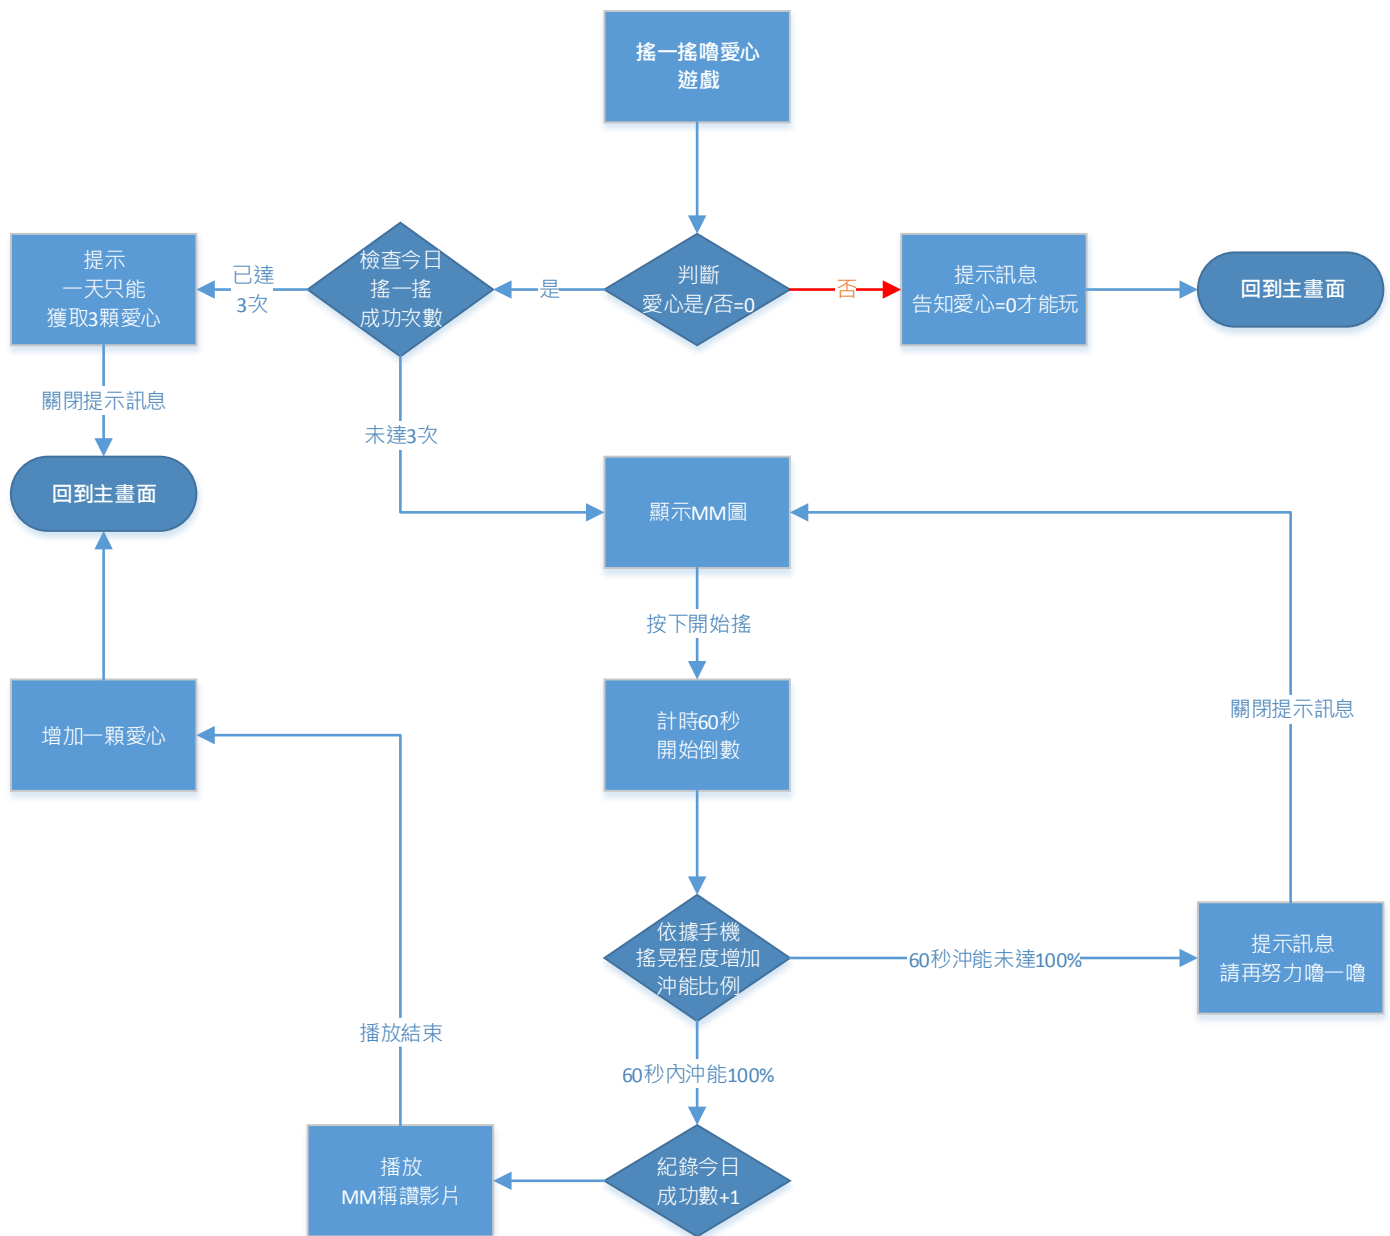 搖一搖嚕愛心
遊戲
提示
一天只能
獲取3顆愛心
已達
3次
檢查今日
搖一搖
成功次數
是
判斷
愛心是/否=0
否
提示訊息
告知愛心=0才能玩
回到主畫面
關閉提示訊息
未達3次
回到主畫面
顯示MM圖
按下開始搖
增加一顆愛心
計時60秒
開始倒數
關閉提示訊息
依據手機
搖晃程度增加
沖能比例
60秒沖能未達100%
提示訊息
請再努力嚕一嚕
播放結束
60秒內沖能100%
播放
MM稱讚影片
紀錄今日
成功數+1